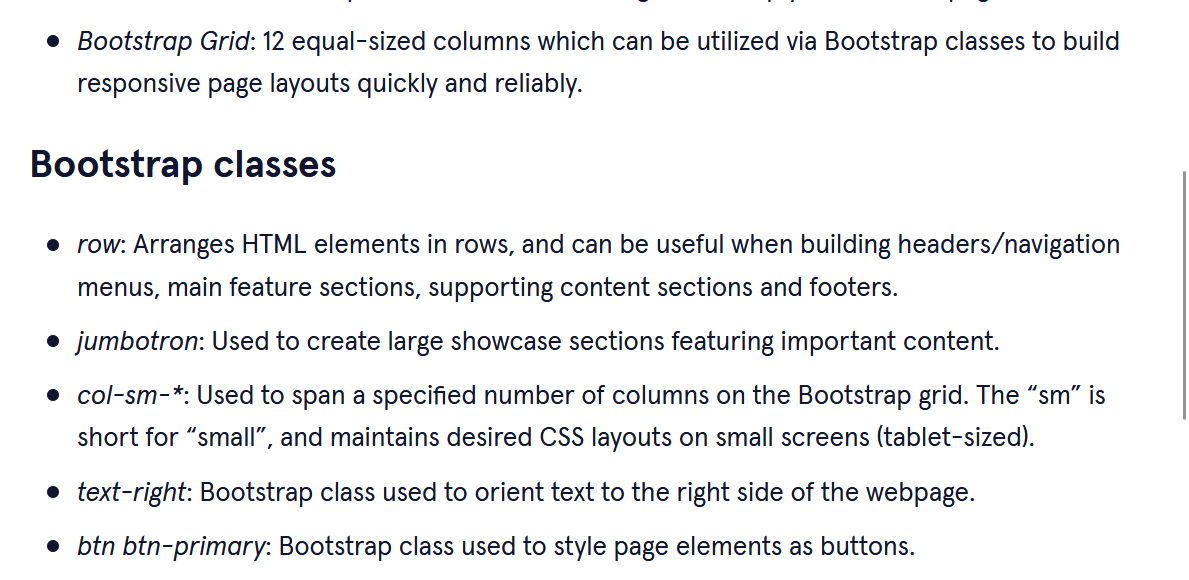 Bootstrap Grid: 12 equal-sized columns which can be utilized via Bootstrap classes to build
responsive page layouts quickly and reliably.
Bootstrap classes
row: Arranges HTML elements in rows, and can be useful when building headers/navigation
menus, main feature sections, supporting content sections and footers.
jumbotron: Used to create large showcase sections featuring important content.
col-sm-*: Used to span a specified number of columns on the Bootstrap grid. The “sm” is
short for “small”, and maintains desired CSS layouts on small screens (tablet-sized).
text-right: Bootstrap class used to orient text to the right side of the webpage.
btn btn-primary: Bootstrap class used to style page elements as buttons.